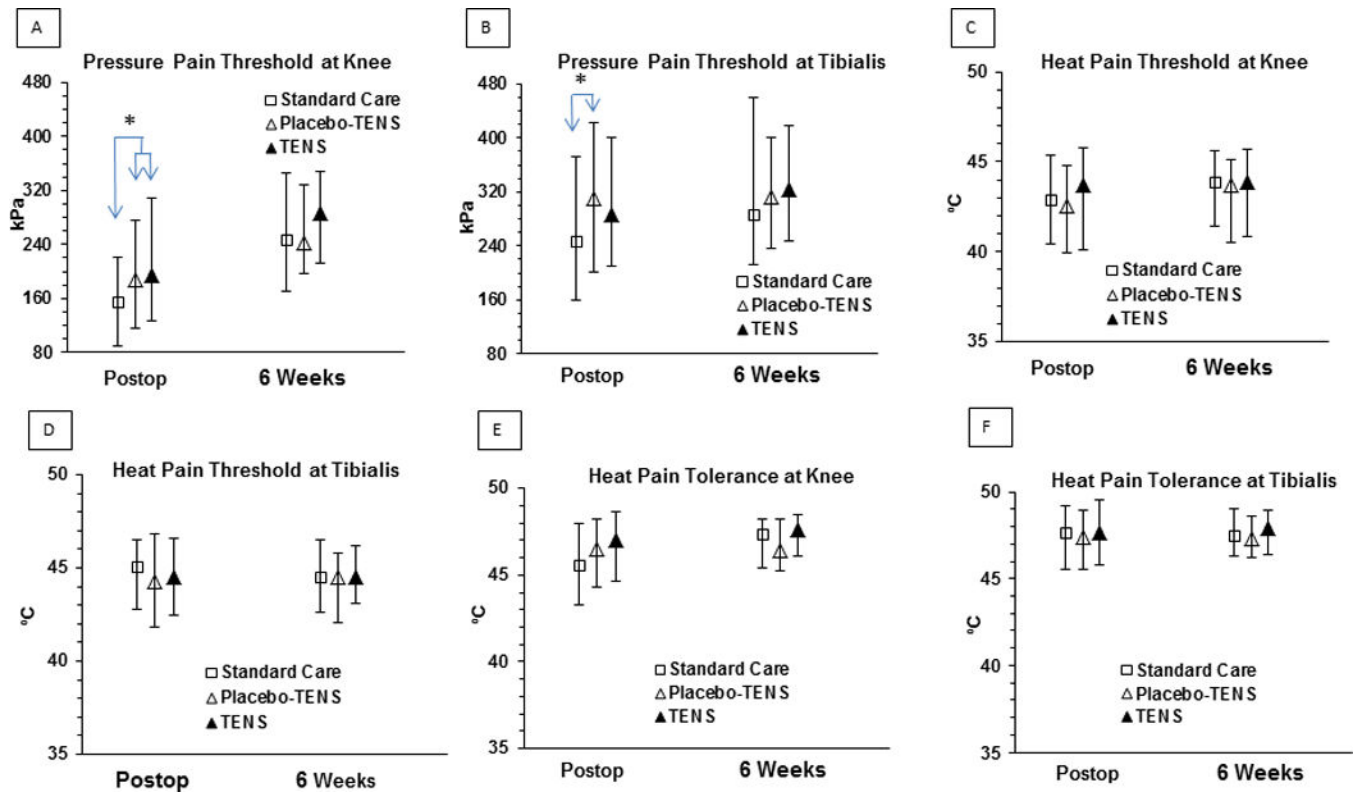 A
Pressure Pain Threshold at Knee
480
400
320
240
160
80
kPa
*
Standard Care
Placebo-TENS
TENS
Postop
6 Weeks
B
Pressure Pain Threshold at Tibialis
480
400
320
240
160
80
kPa
*
Standard Care
Placebo-TENS
TENS
Postop
6 Weeks
C
Heat Pain Threshold at Knee
50
45
40
35
ºC
Standard Care
Placebo-TENS
TENS
Postop
6 Weeks
D
Heat Pain Threshold at Tibialis
50
45
40
35
ºC
Standard Care
Placebo-TENS
TENS
Postop
6 Weeks
E
Heat Pain Tolerance at Knee
50
45
40
35
ºC
Standard Care
Placebo-TENS
TENS
Postop
6 Weeks
F
Heat Pain Tolerance at Tibialis
50
45
40
35
ºC
Standard Care
Placebo-TENS
TENS
Postop
6 Weeks